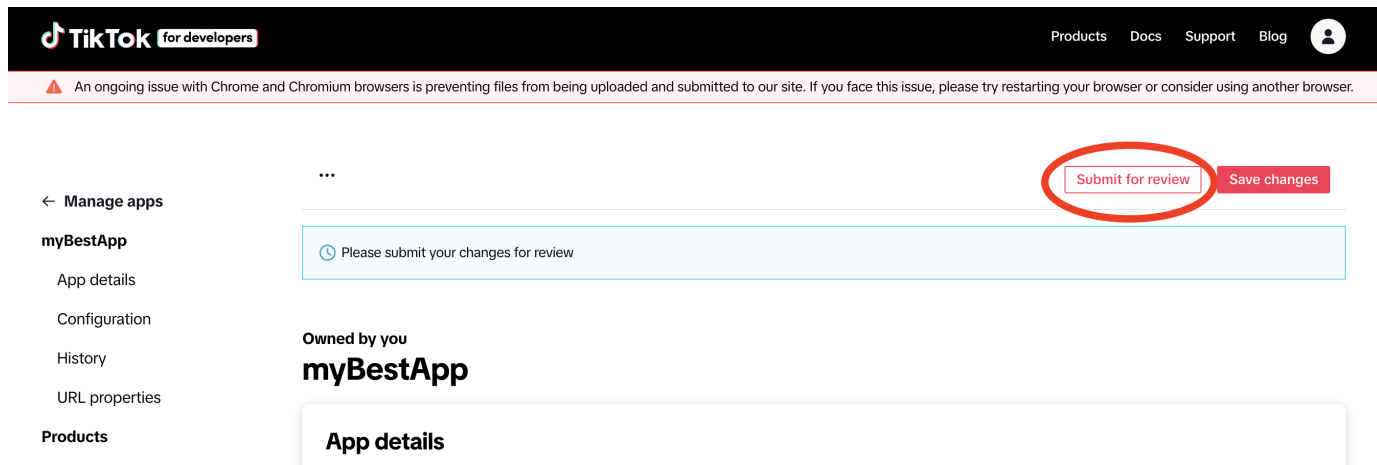 TikTok for developers
Products Docs Support Blog
An ongoing issue with Chrome and Chromium browsers is preventing files from being uploaded and submitted to our site. If you face this issue, please try restarting your browser or consider using another browser.
...
Submit for review Save changes
← Manage apps
myBestApp
Please submit your changes for review
App details
Configuration
History
URL properties
Products
Owned by you
myBestApp
App details